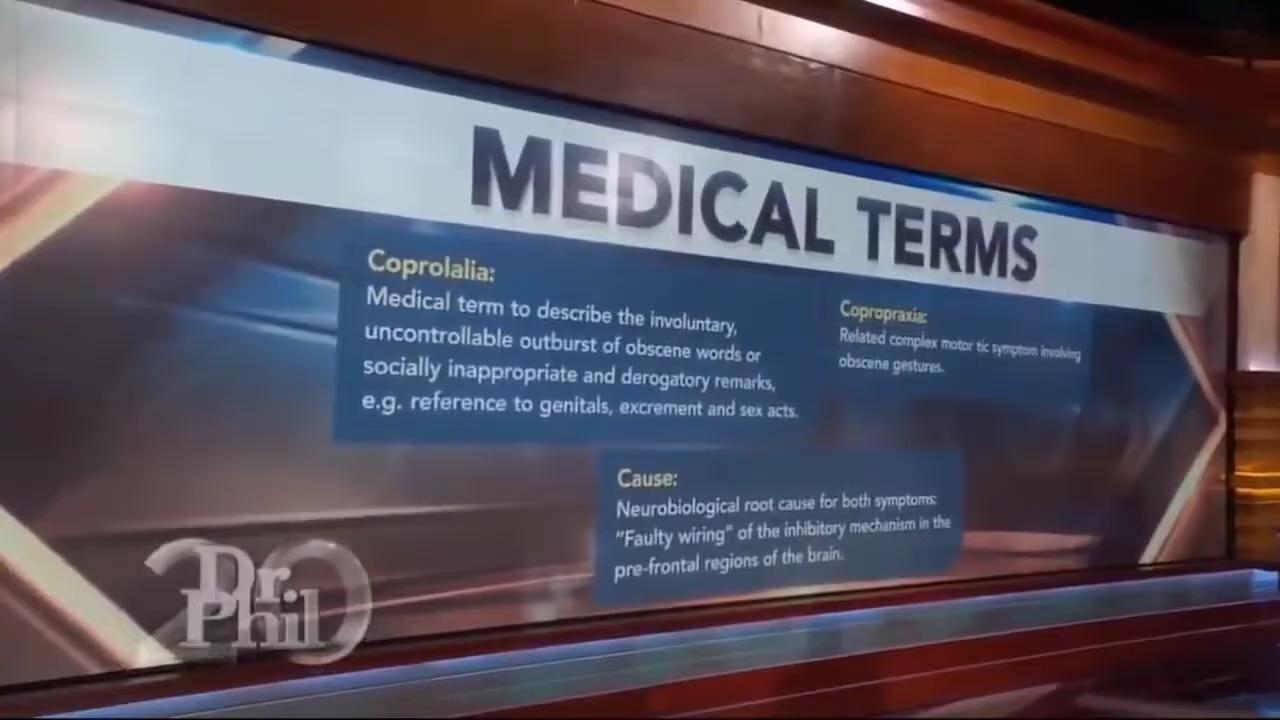 MEDICAL TERMS
Coprolalia:
Medical term to describe the involuntary,
uncontrollable outburst of obscene words or
socially inappropriate and derogatory remarks,
e.g. reference to genitals, excrement and sex acts.
Copropraxia:
Related complex motor tic symptom involving
obscene gestures.
Cause:
Neurobiological root cause for both symptoms:
"Faulty wiring" of the inhibitory mechanism in the
pre-frontal regions of the brain.
20
Dr.
Phil